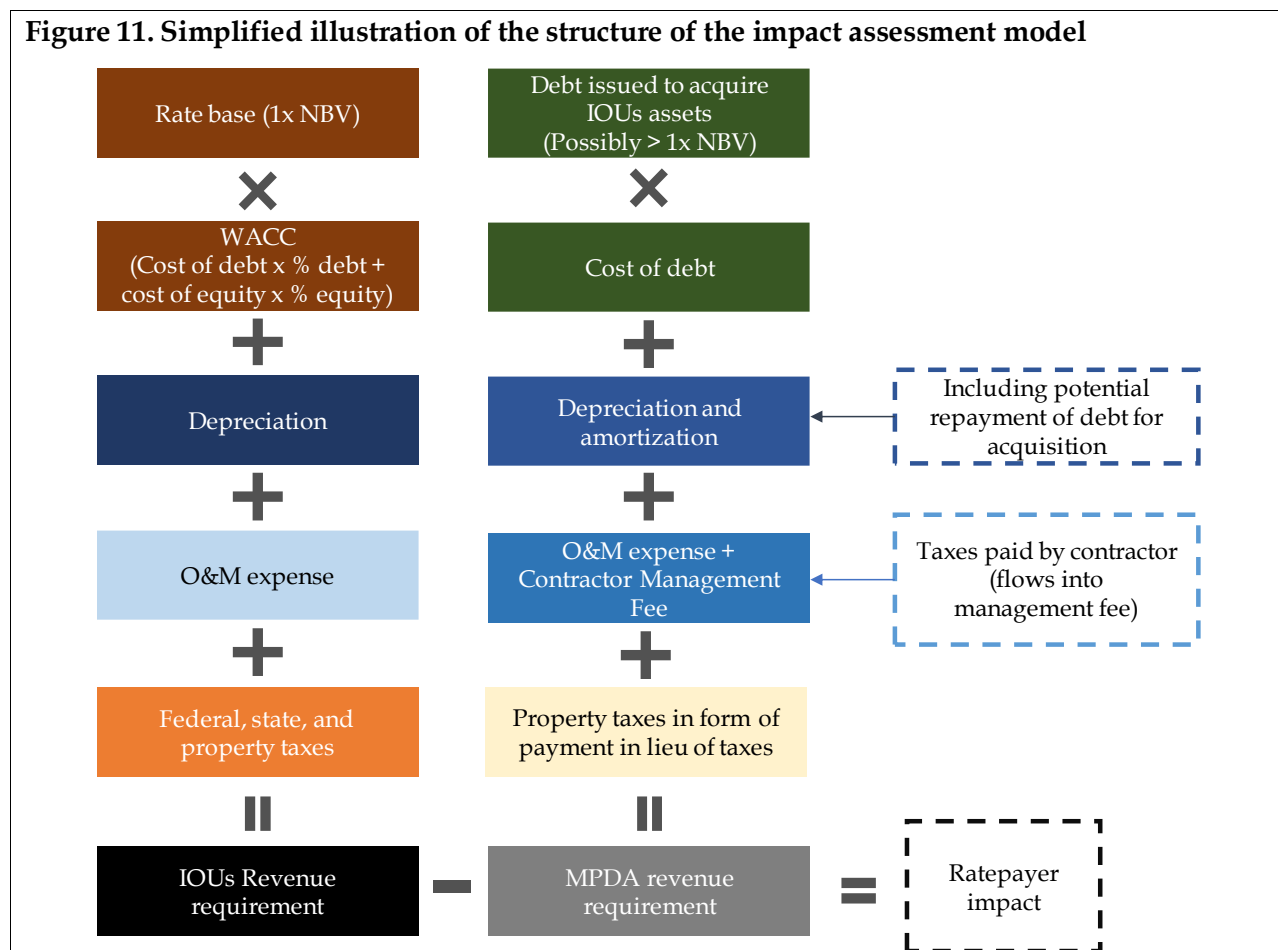 Figure 11. Simplified illustration of the structure of the impact assessment model
Rate base (1x NBV)
Debt issued to acquire
IOUs assets
(Possibly > 1x NBV)
×
×
WACC
(Cost of debt x % debt +
cost of equity x % equity)
Cost of debt
+
+
Depreciation
Depreciation and
amortization
Including potential
repayment of debt for
acquisition
+
+
O&M expense
O&M expense +
Contractor Management
Fee
Taxes paid by contractor
(flows into
management fee)
+
+
Federal, state, and
property taxes
Property taxes in form of
payment in lieu of taxes
=
=
IOUs Revenue
requirement
−
MPDA revenue
requirement
=
Ratepayer
impact